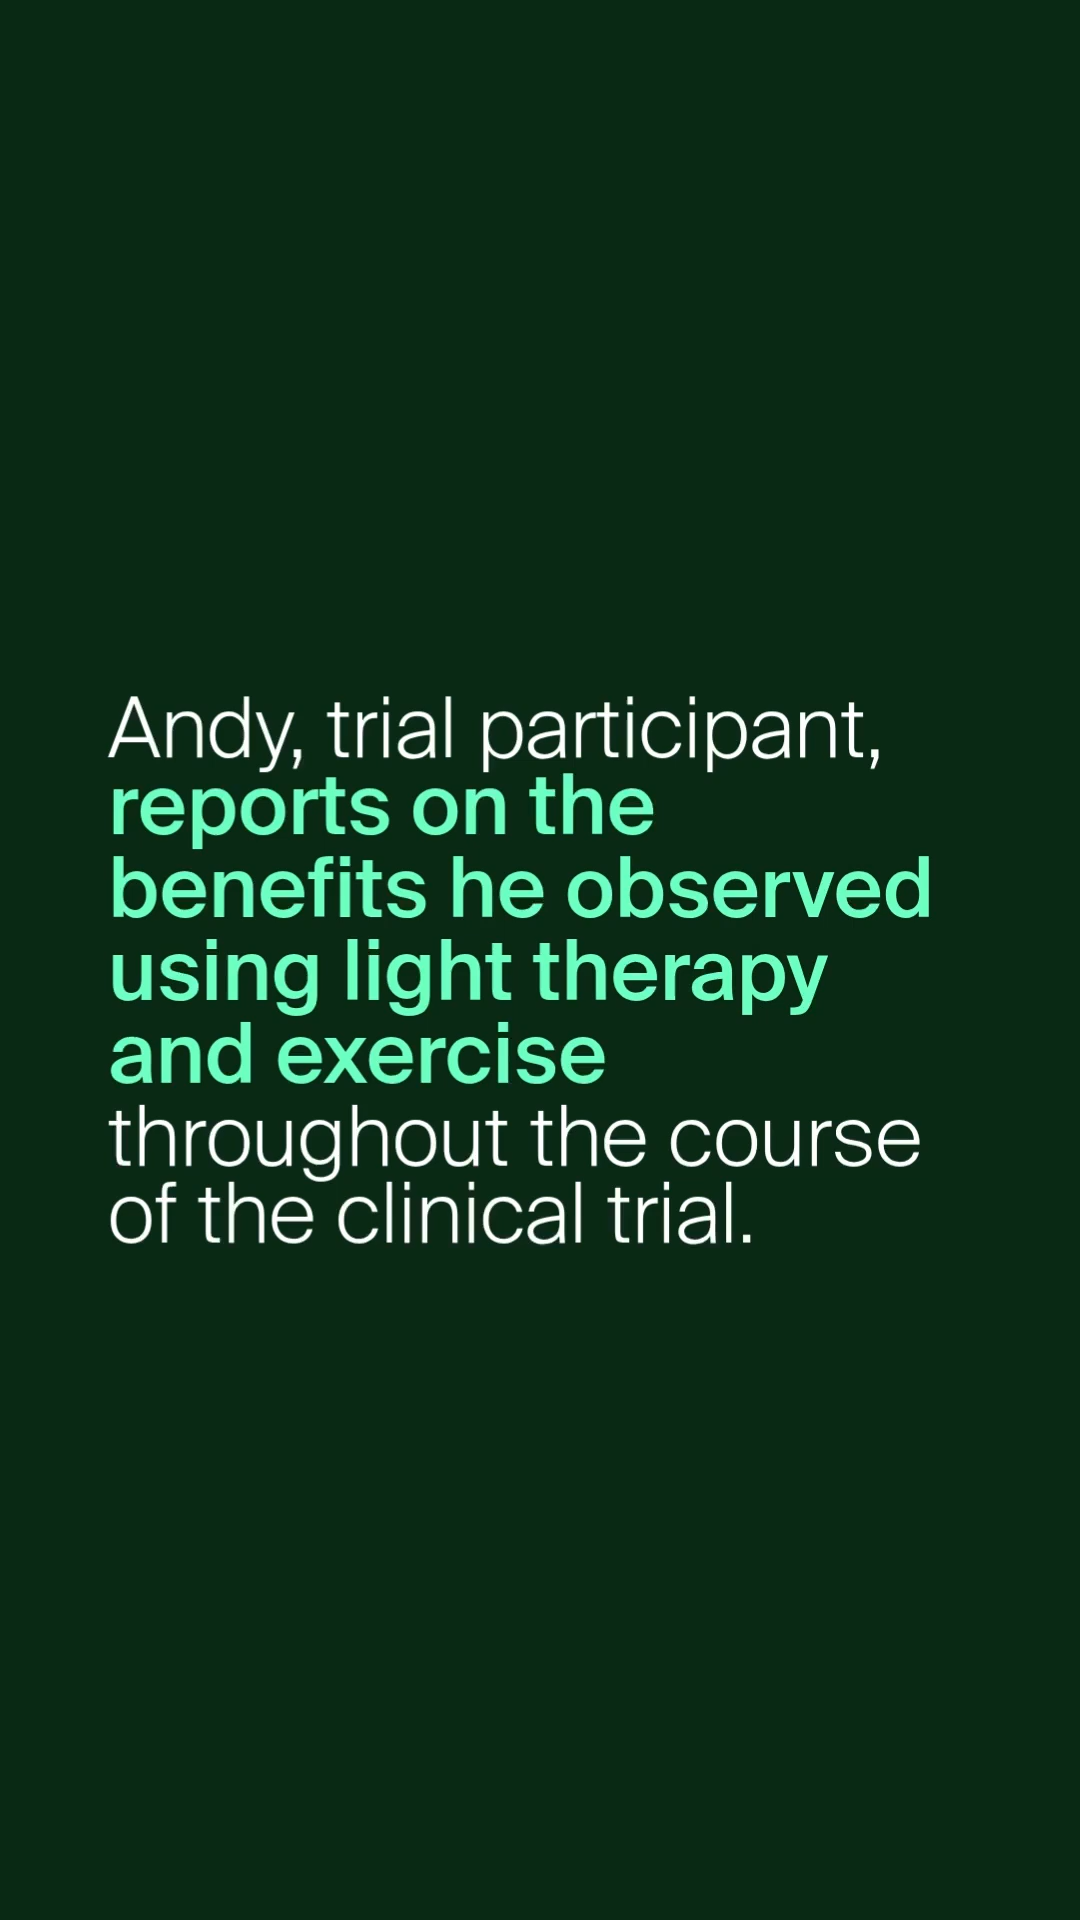 Andy, trial participant,
reports on the
benefits he observed
using light therapy
and exercise
throughout the course
of the clinical trial.